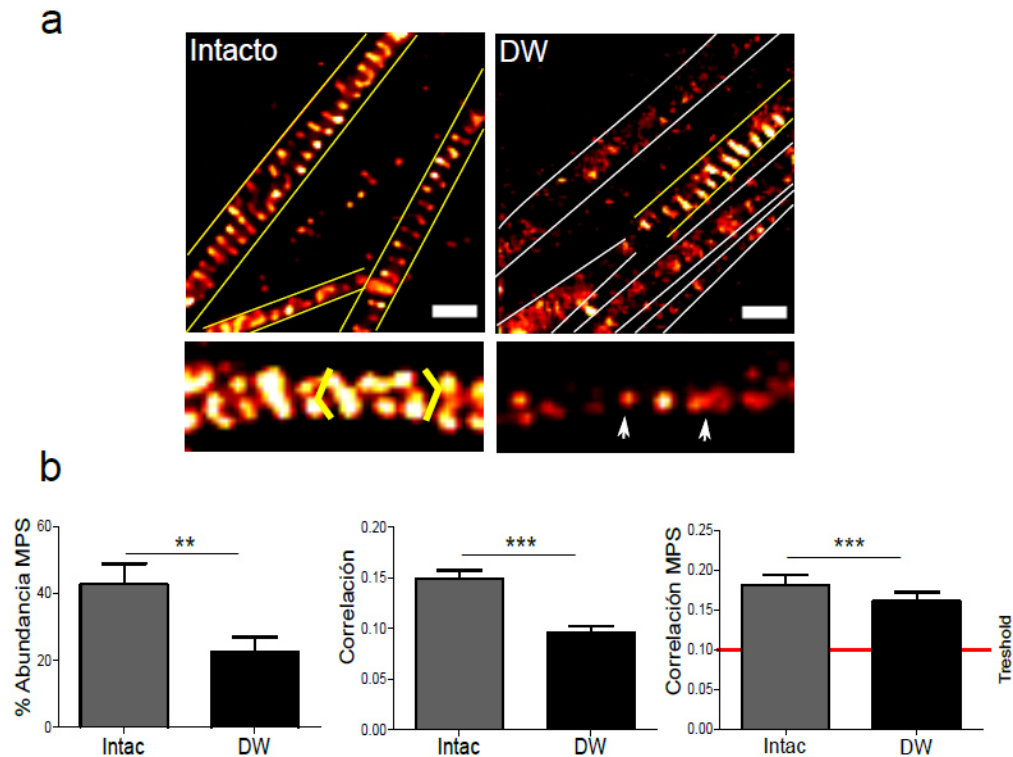 a
Intacto
DW
b
% Abundancia MPS
60
40
20
0
**
Intac
DW
Correlación
0.20
0.15
0.10
0.05
0.00
***
Intac
DW
Correlación MPS
0.25
0.20
0.15
0.10
0.05
0.00
***
Intac
DW
Treshold